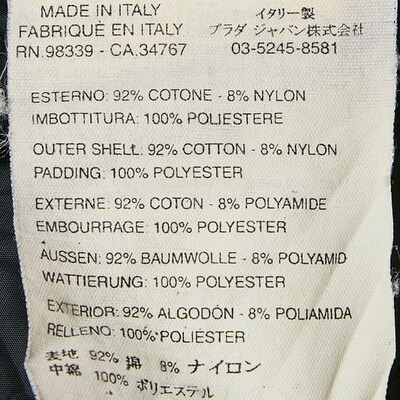 MADE IN ITALY
FABRIQUÈ EN ITALY
RN.98339 - CA.34767
イタリー製
プラダ ジャパン株式会社
03-5245-8581
ESTERNO: 92% COTONE - 8% NYLON
IMBOTTITURA: 100% POLIESTERE
OUTER SHELL: 92% COTTON - 8% NYLON
PADDING: 100% POLYESTER
EXTERNE: 92% COTON - 8% POLYAMIDE
EMBOURRAGE: 100% POLYESTER
AUSSEN: 92% BAUMWOLLE - 8% POLYAMID
WATTIERUNG: 100% POLYESTER
EXTERIOR: 92% ALGODÓN - 8% POLIAMIDA
RELLENO: 100% POLIÉSTER
表地 92% 綿 8% ナイロン
中綿 100% ポリエステル